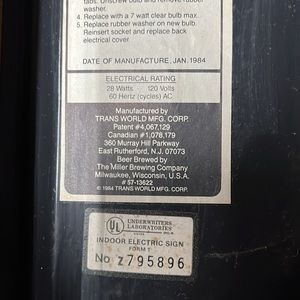 tabs. Unscrew bulb and remove rubber
washer.
4. Replace with a 7 watt clear bulb max.
5. Replace rubber washer on new bulb.
Reinsert socket and replace back
electrical cover.
DATE OF MANUFACTURE, JAN. 1984
ELECTRICAL RATING
28 Watts 120 Volts
60 Hertz (cycles) AC
Manufactured by
TRANS WORLD MFG. CORP.
Patent #4,067,129
Canadian #1,078,179
360 Murray Hill Parkway
East Rutherford, N.J. 07073
Beer Brewed by
The Miller Brewing Company
Milwaukee, Wisconsin, U.S.A.
# 57-13622
© 1984 TRANS WORLD MFG. CORP.
UL
UNDERWRITERS
LABORATORIES
INDOOR ELECTRIC SIGN
FORM T
No Z795896